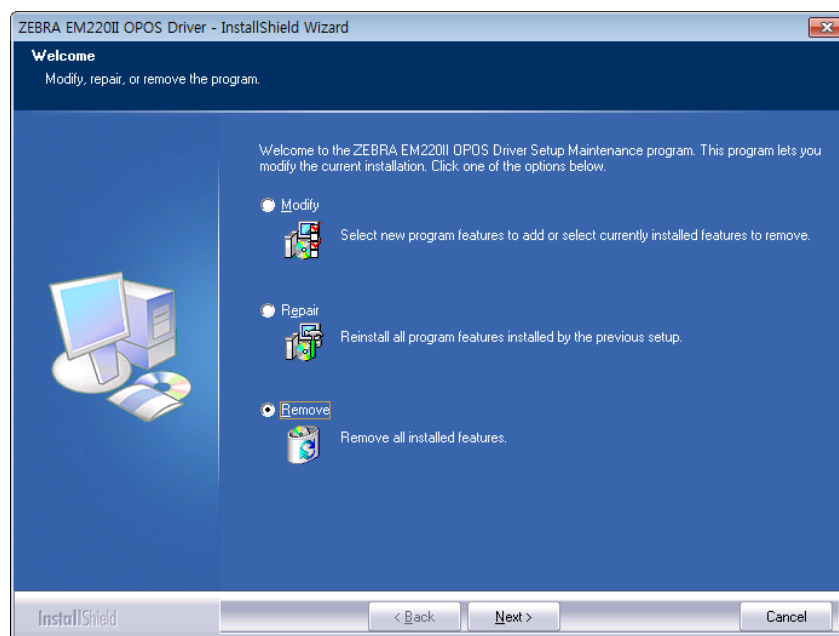 ZEBRA EM220II OPOS Driver - InstallShield Wizard
Welcome
Modify, repair, or remove the program.
Welcome to the ZEBRA EM220II OPOS Driver Setup Maintenance program. This program lets you
modify the current installation. Click one of the options below.
Modify
Select new program features to add or select currently installed features to remove.
Repair
Reinstall all program features installed by the previous setup.
Remove
Remove all installed features.
InstallShield
< Back
Next >
Cancel